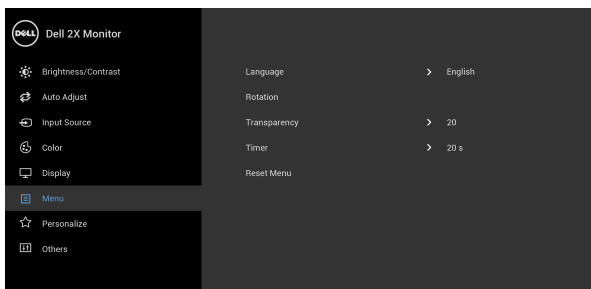 DELL Dell 2X Monitor
Brightness/Contrast
Language > English
Auto Adjust
Rotation
Input Source
Transparency > 20
Color
Timer > 20 s
Display
Reset Menu
Menu
Personalize
Others